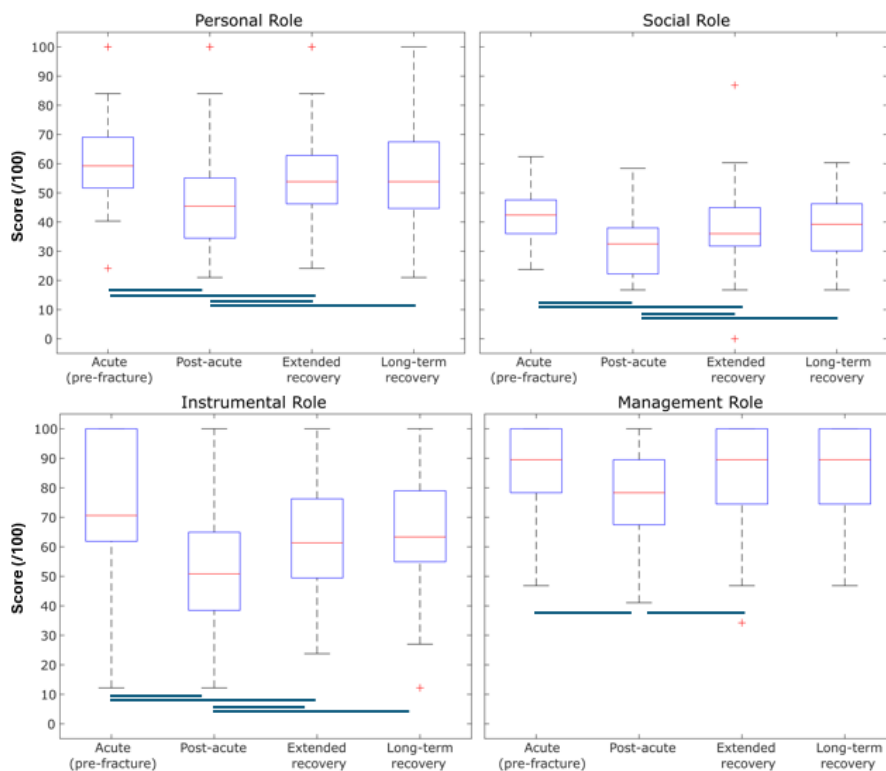 Personal Role
Social Role
Score (/100)
100
90
80
70
60
50
40
30
20
10
0
Acute
(pre-fracture)
Post-acute
Extended
recovery
Long-term
recovery
Acute
(pre-fracture)
Post-acute
Extended
recovery
Long-term
recovery
Instrumental Role
Management Role
Score (/100)
100
90
80
70
60
50
40
30
20
10
0
Acute
(pre-fracture)
Post-acute
Extended
recovery
Long-term
recovery
Acute
(pre-fracture)
Post-acute
Extended
recovery
Long-term
recovery